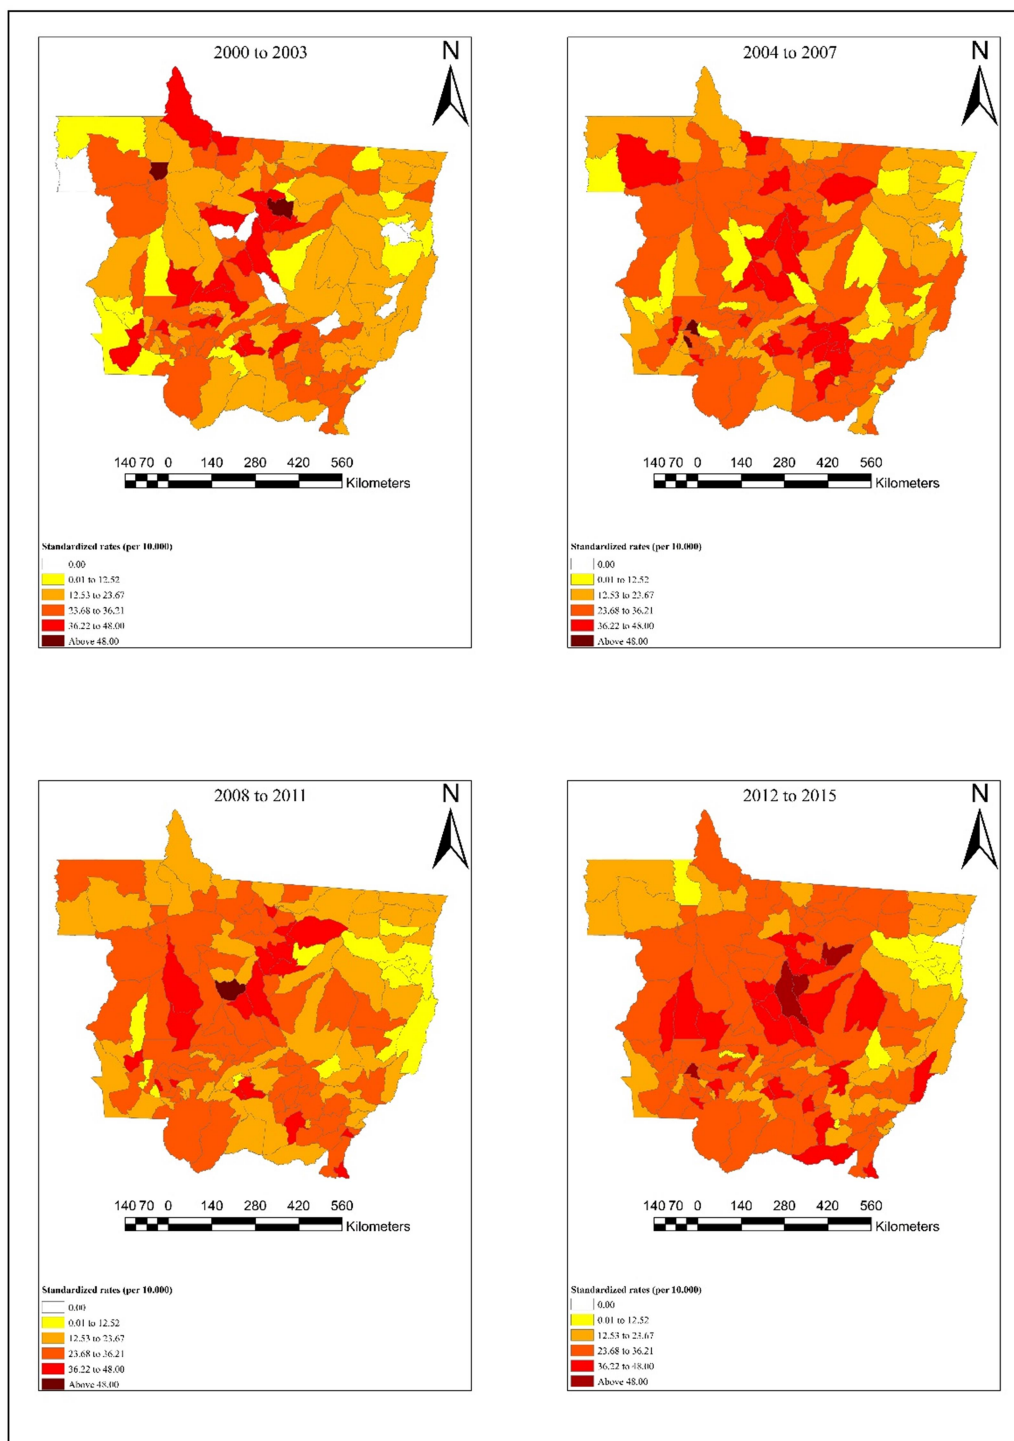 2000 to 2003
N
140 70 0 140 280 420 560
Kilometers
Standardized rates (per 10.000)
0.00
0.01 to 12.52
12.53 to 23.67
23.68 to 36.21
36.22 to 48.00
Above 48.00
2004 to 2007
N
140 70 0 140 280 420 560
Kilometers
Standardized rates (per 10.000)
0.00
0.01 to 12.52
12.53 to 23.67
23.68 to 36.21
36.22 to 48.00
Above 48.00
2008 to 2011
N
140 70 0 140 280 420 560
Kilometers
Standardized rates (per 10.000)
0.00
0.01 to 12.52
12.53 to 23.67
23.68 to 36.21
36.22 to 48.00
Above 48.00
2012 to 2015
N
140 70 0 140 280 420 560
Kilometers
Standardized rates (per 10.000)
0.00
0.01 to 12.52
12.53 to 23.67
23.68 to 36.21
36.22 to 48.00
Above 48.00